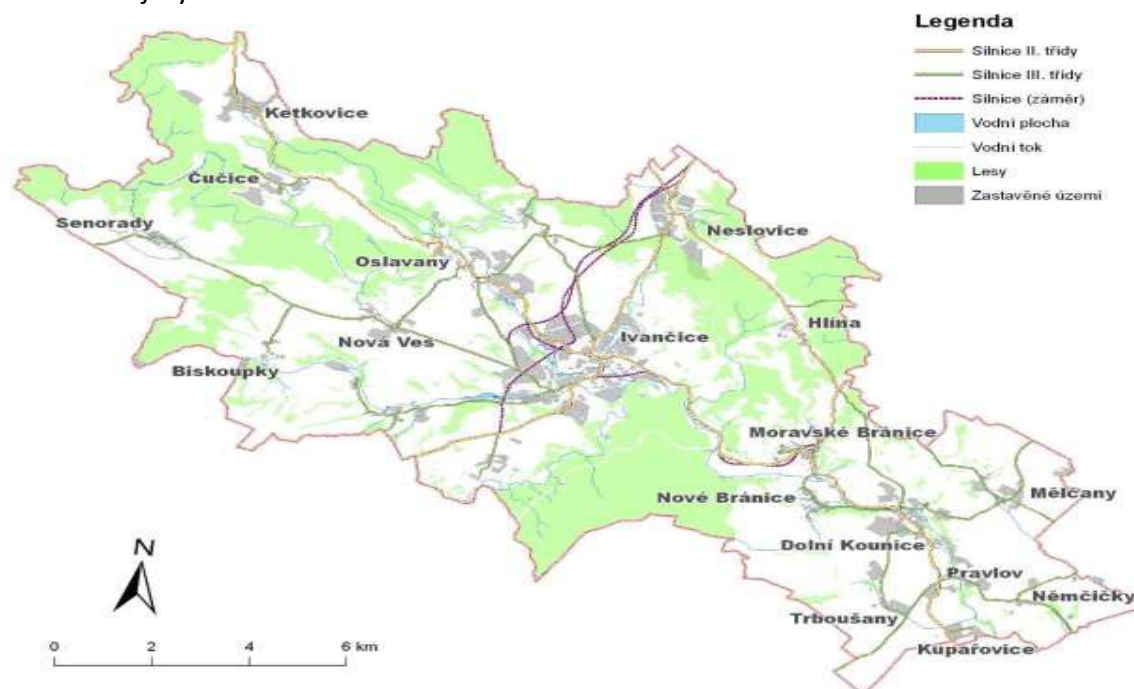 Legenda
Silnice II. třídy
Silnice III. třídy
Silnice (záměr)
Vodní plocha
Vodní tok
Lesy
Zastavěné území
Ketkovice
Čučice
Senorady
Neslovice
Oslavany
Hlína
Ivančice
Nová Ves
Biskoupky
Moravské Bránice
Nové Bránice
Mělčany
Dolní Kounice
Pravlov
Němčičky
Trboušany
Kupařovice
N
0 2 4 6 km